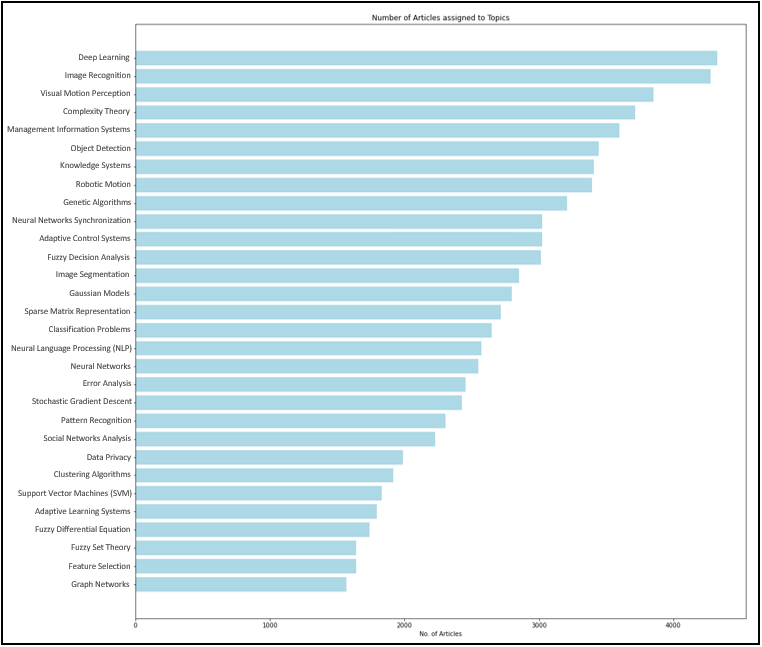 Number of Articles assigned to Topics
Deep Learning
Image Recognition
Visual Motion Perception
Complexity Theory
Management Information Systems
Object Detection
Knowledge Systems
Robotic Motion
Genetic Algorithms
Neural Networks Synchronization
Adaptive Control Systems
Fuzzy Decision Analysis
Image Segmentation
Gaussian Models
Sparse Matrix Representation
Classification Problems
Neural Language Processing (NLP)
Neural Networks
Error Analysis
Stochastic Gradient Descent
Pattern Recognition
Social Networks Analysis
Data Privacy
Clustering Algorithms
Support Vector Machines (SVM)
Adaptive Learning Systems
Fuzzy Differential Equation
Fuzzy Set Theory
Feature Selection
Graph Networks
0 1000 2000 3000 4000
No. of Articles